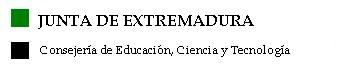 JUNTA DE EXTREMADURA
Consejería de Educación, Ciencia y Tecnología